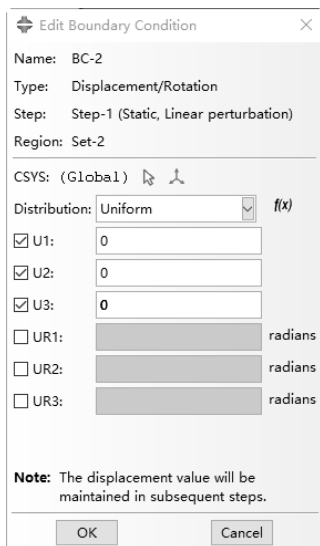 Edit Boundary Condition
Name: BC-2
Type: Displacement/Rotation
Step: Step-1 (Static, Linear perturbation)
Region: Set-2
CSYS: (Global)
Distribution: Uniform f(x)
U1: 0
U2: 0
U3: 0
UR1: radians
UR2: radians
UR3: radians
Note: The displacement value will be
maintained in subsequent steps.
OK Cancel